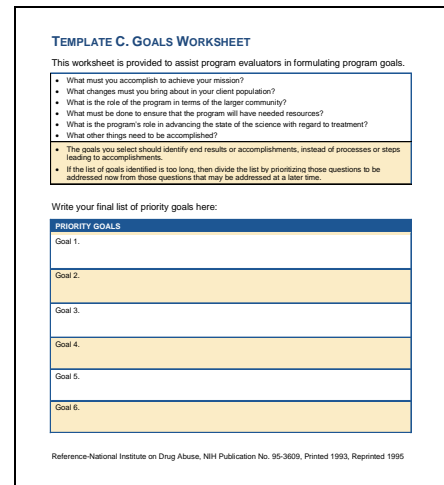 TEMPLATE C. GOALS WORKSHEET
This worksheet is provided to assist program evaluators in formulating program goals.
• What must you accomplish to achieve your mission?
• What changes must you bring about in your client population?
• What is the role of the program in terms of the larger community?
• What must be done to ensure that the program will have needed resources?
• What is the program's role in advancing the state of the science with regard to treatment?
• What other things need to be accomplished?
• The goals you select should identify end results or accomplishments, instead of processes or steps
leading to accomplishments.
• If the list of goals identified is too long, then divide the list by prioritizing those questions to be
addressed now from those questions that may be addressed at a later time.
Write your final list of priority goals here:
PRIORITY GOALS
Goal 1.
Goal 2.
Goal 3.
Goal 4.
Goal 5.
Goal 6.
Reference-National Institute on Drug Abuse, NIH Publication No. 95-3609, Printed 1993, Reprinted 1995